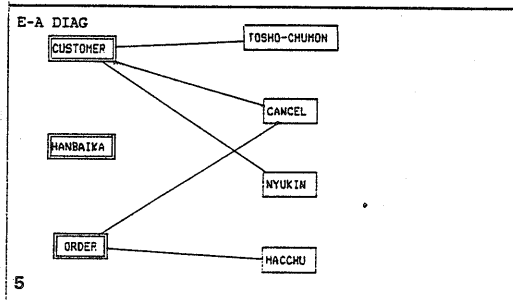 E-A DIAG
CUSTOMER
TOSHO-CHUMON
CANCEL
HANBAIKA
NYUKIN
ORDER
HACCHU
5